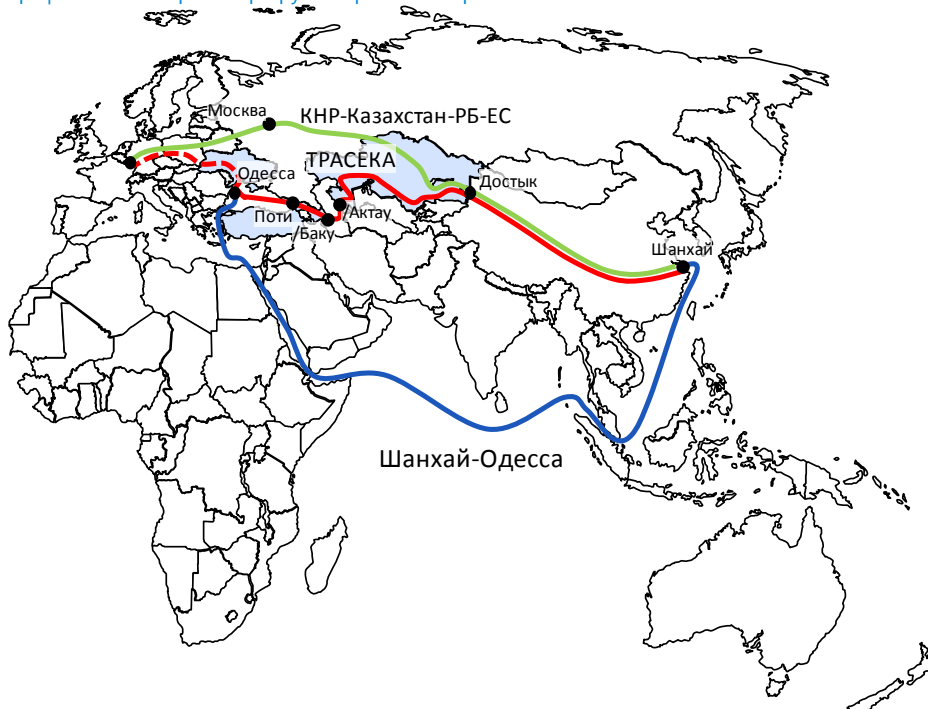 Москва
КНР-Казахстан-РБ-ЕС
ТРАСЕКА
Одесса
Достык
Поти
/Актау
/Баку
Шанхай
Шанхай-Одесса